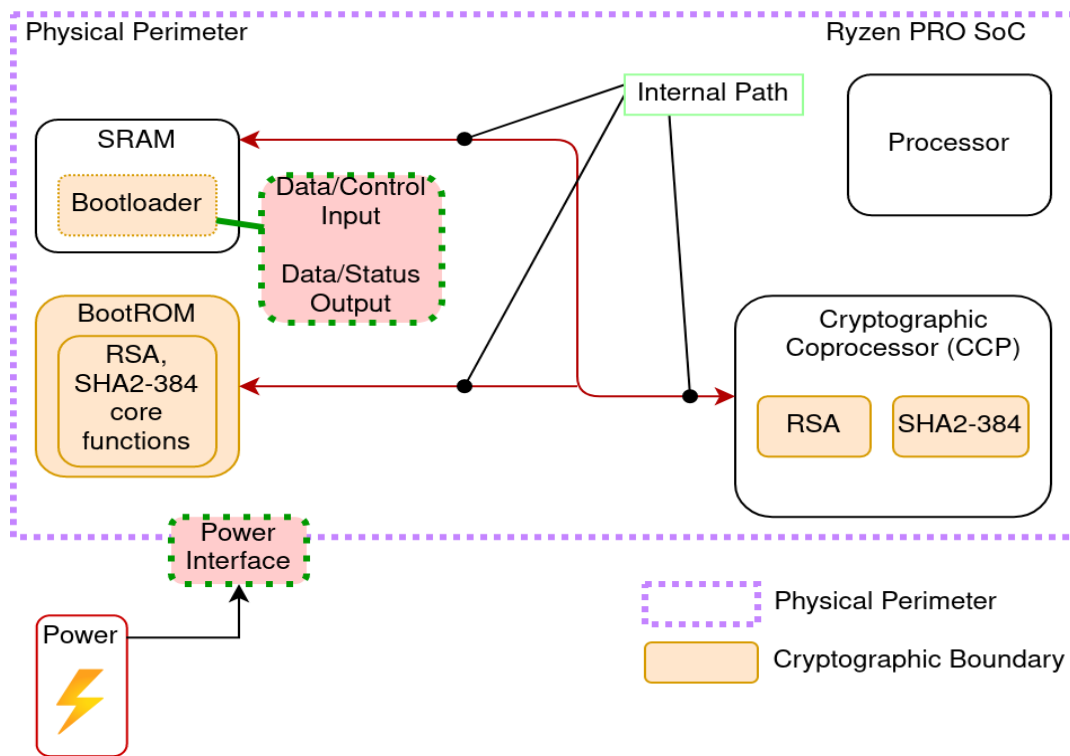 Physical Perimeter
Ryzen PRO SoC
Internal Path
Processor
SRAM
Bootloader
Data/Control
Input
Data/Status
Output
BootROM
RSA,
SHA2-384
core
functions
Cryptographic
Coprocessor (CCP)
RSA
SHA2-384
Power
Interface
Power
Physical Perimeter
Cryptographic Boundary